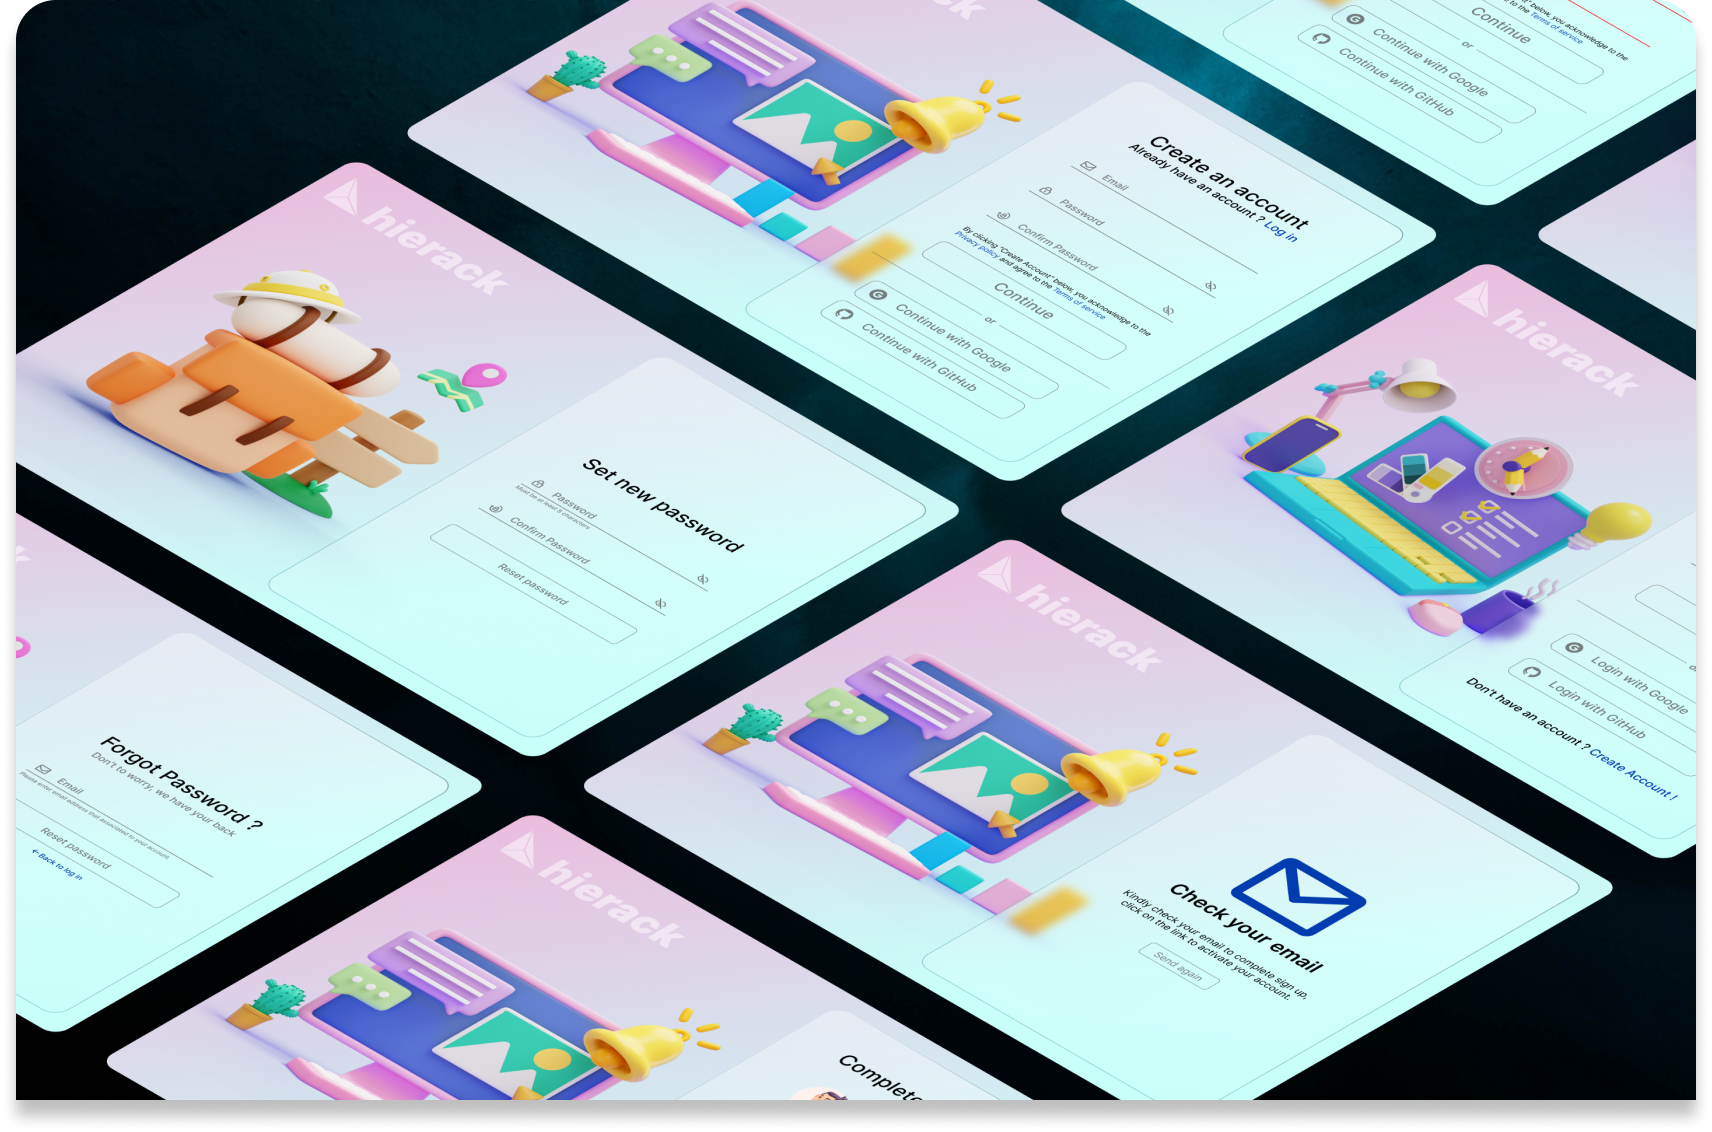 below, you acknowledge to the
to the Terms of service
Continue
or
Continue with Google
Continue with GitHub
Create an account
Already have an account ? Log in
Email
Password
Confirm Password
By clicking "Create Account" below, you acknowledge to the
Privacy policy and agree to the Terms of service
Continue
or
Continue with Google
Continue with GitHub
hierack
Set new password
Password
Must be at least 8 characters
Confirm Password
Reset password
hierack
Login with Google
Login with GitHub
Don't have an account ? Create Account !
Forgot Password ?
Don't to worry, we have your back
Email
Please enter email address that associated to your account.
Reset password
← Back to log in
hierack
Check your email
Kindly check your email to complete sign up,
click on the link to activate your account.
Send again
hierack
Complete